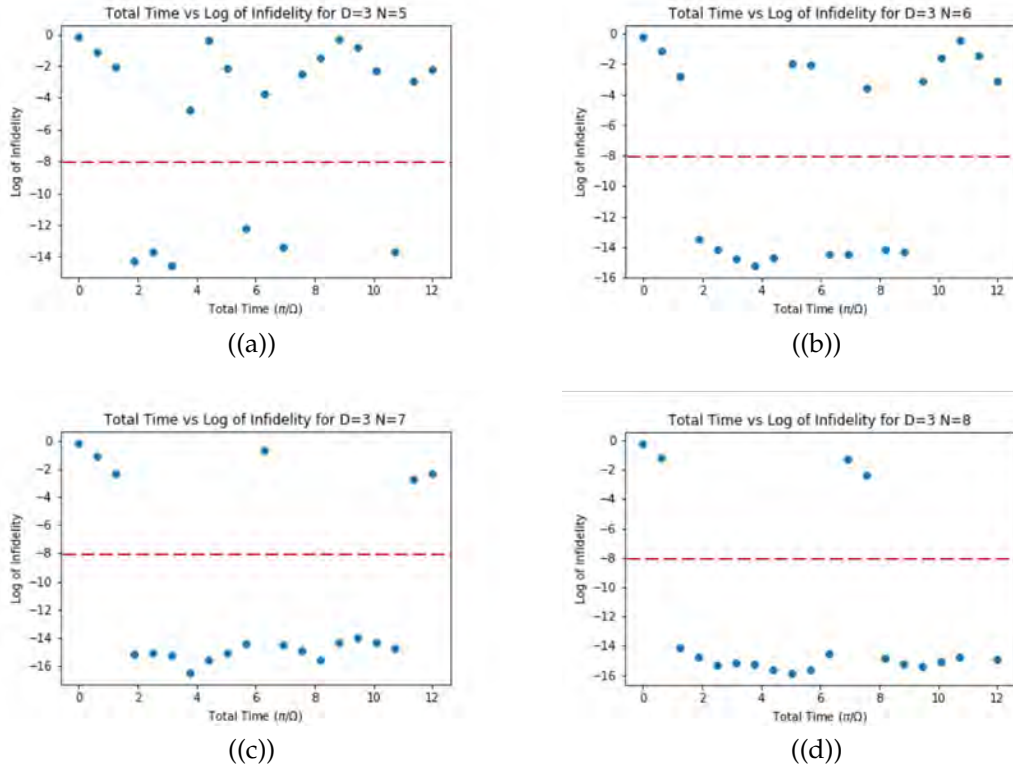 Total Time vs Log of Infidelity for D=3 N=5
Log of Infidelity
0
−2
−4
−6
−8
−10
−12
−14
0 2 4 6 8 10 12
Total Time (π/Ω)
((a))
Total Time vs Log of Infidelity for D=3 N=6
Log of Infidelity
0
−2
−4
−6
−8
−10
−12
−14
−16
0 2 4 6 8 10 12
Total Time (π/Ω)
((b))
Total Time vs Log of Infidelity for D=3 N=7
Log of Infidelity
0
−2
−4
−6
−8
−10
−12
−14
−16
0 2 4 6 8 10 12
Total Time (π/Ω)
((c))
Total Time vs Log of Infidelity for D=3 N=8
Log of Infidelity
0
−2
−4
−6
−8
−10
−12
−14
−16
0 2 4 6 8 10 12
Total Time (π/Ω)
((d))